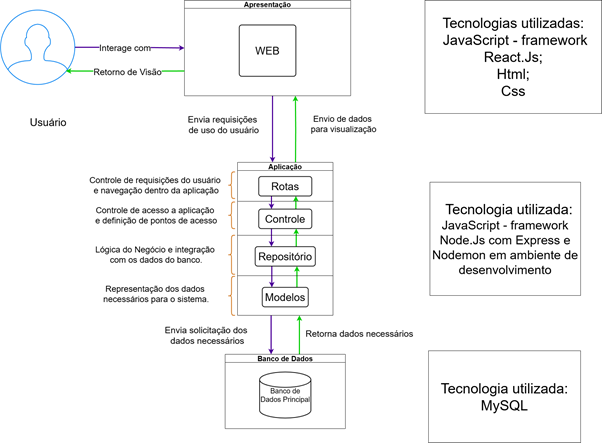 Apresentação
WEB
Interage com
Retorno de Visão
Usuário
Tecnologias utilizadas:
JavaScript - framework
React.Js;
Html;
Css
Envia requisições
de uso do usuário
Envio de dados
para visualização
Aplicação
Controle de requisições do usuário
e navegação dentro da aplicação
Rotas
Controle de acesso a aplicação
e definição de pontos de acesso
Controle
Lógica do Negócio e integração
com os dados do banco.
Repositório
Representação dos dados
necessários para o sistema.
Modelos
Tecnologia utilizada:
JavaScript - framework
Node.Js com Express e
Nodemon em ambiente de
desenvolvimento
Envia solicitação dos
dados necessários
Retorna dados necessários
Banco de Dados
Banco de
Dados Principal
Tecnologia utilizada:
MySQL